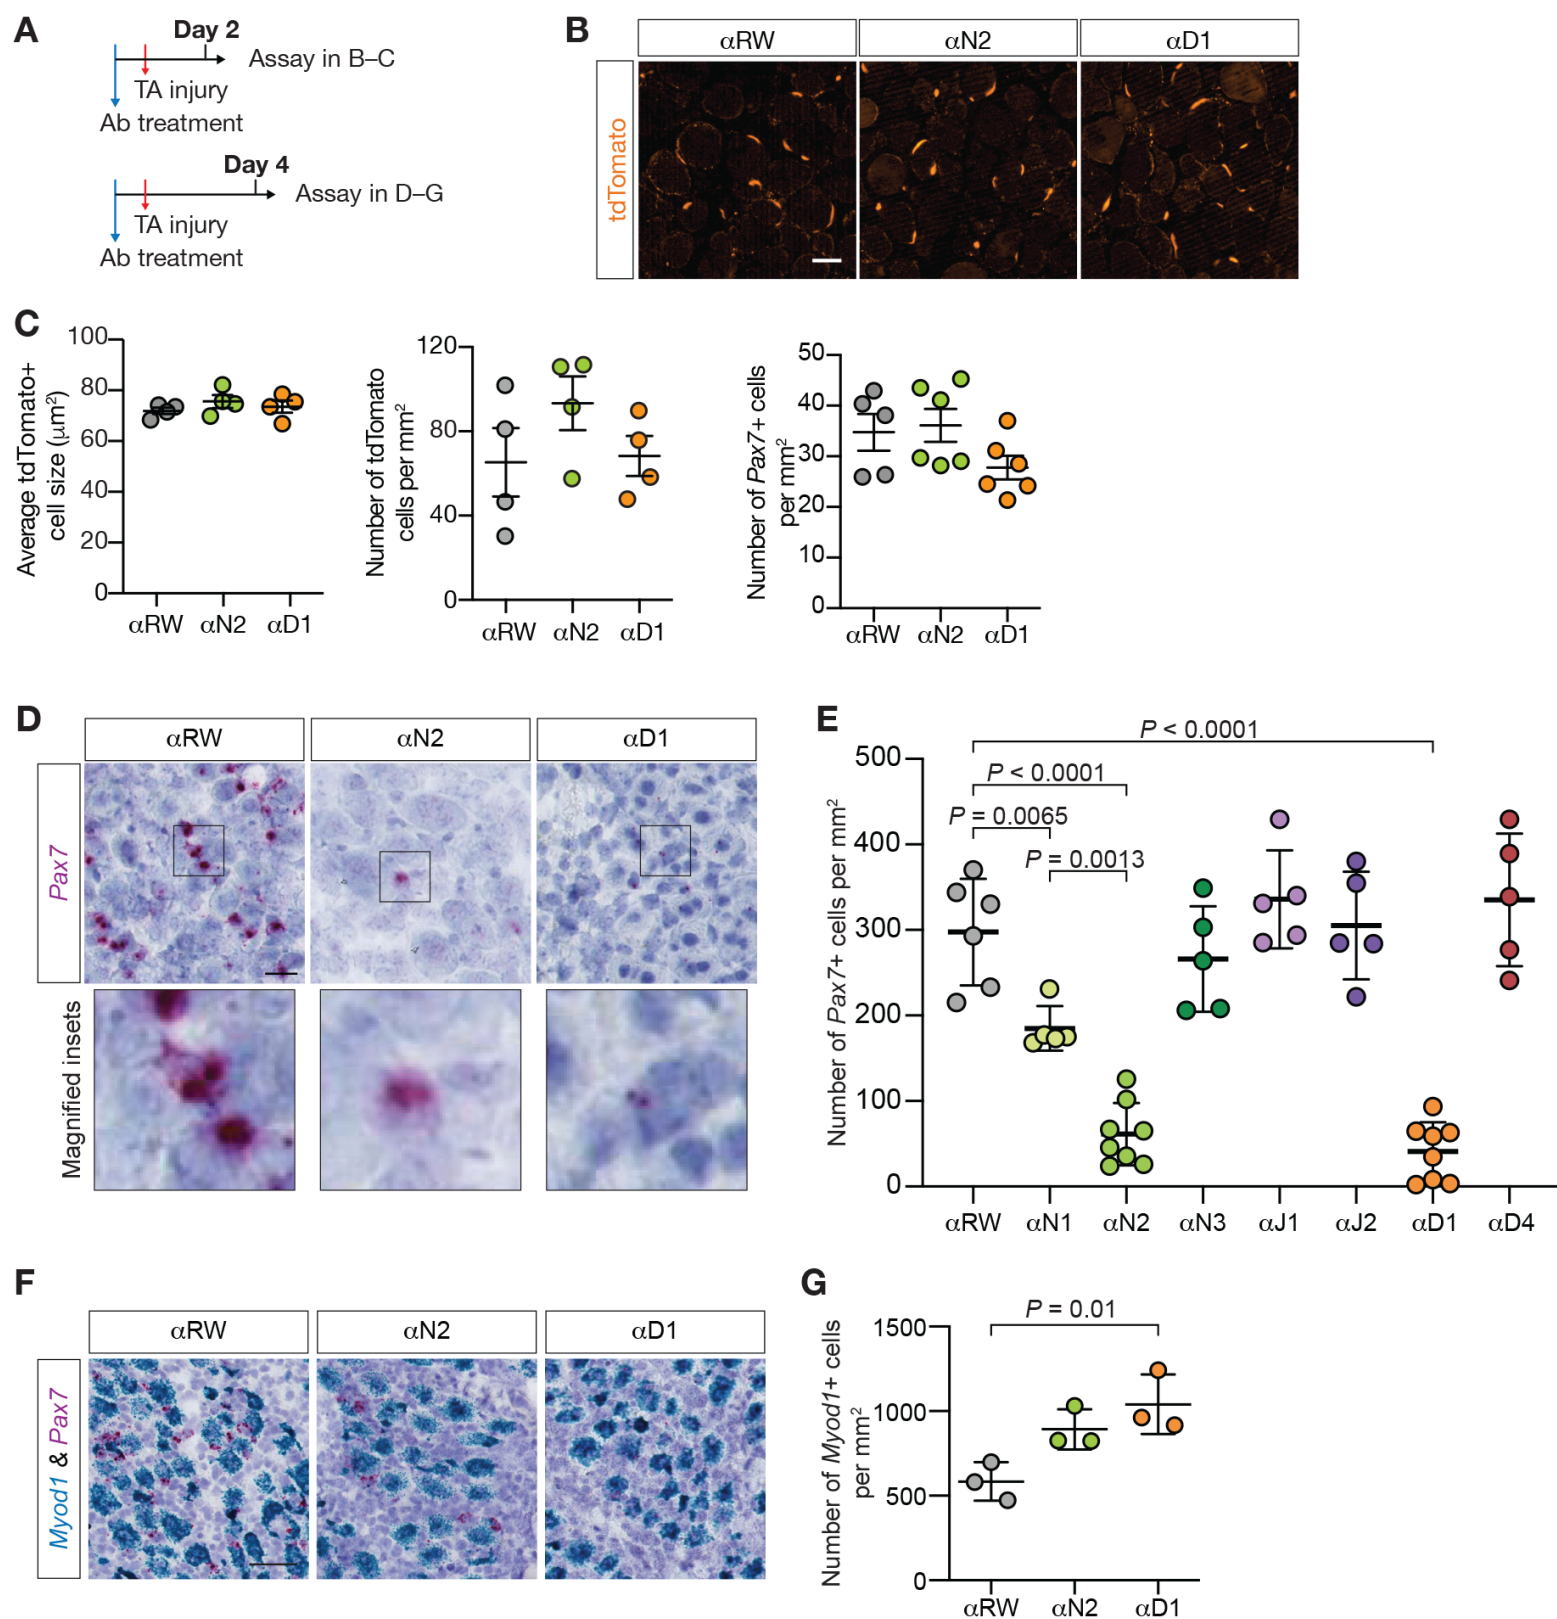 A
Day 2
Assay in B–C
TA injury
Ab treatment
Day 4
Assay in D–G
TA injury
Ab treatment
B
αRW
αN2
αD1
tdTomato
C
Average tdTomato+
cell size (μm2)
100
80
60
40
20
0
αRW
αN2
αD1
Number of tdTomato
cells per mm2
120
80
40
0
αRW
αN2
αD1
Number of Pax7+ cells
per mm2
50
40
30
20
10
0
αRW
αN2
αD1
D
αRW
αN2
αD1
Pax7
Magnified insets
E
P < 0.0001
P < 0.0001
P = 0.0065
P = 0.0013
Number of Pax7+ cells per mm2
500
400
300
200
100
0
αRW
αN1
αN2
αN3
αJ1
αJ2
αD1
αD4
F
αRW
αN2
αD1
Myod1 & Pax7
G
P = 0.01
Number of Myod1+ cells
per mm2
1500
1000
500
0
αRW
αN2
αD1